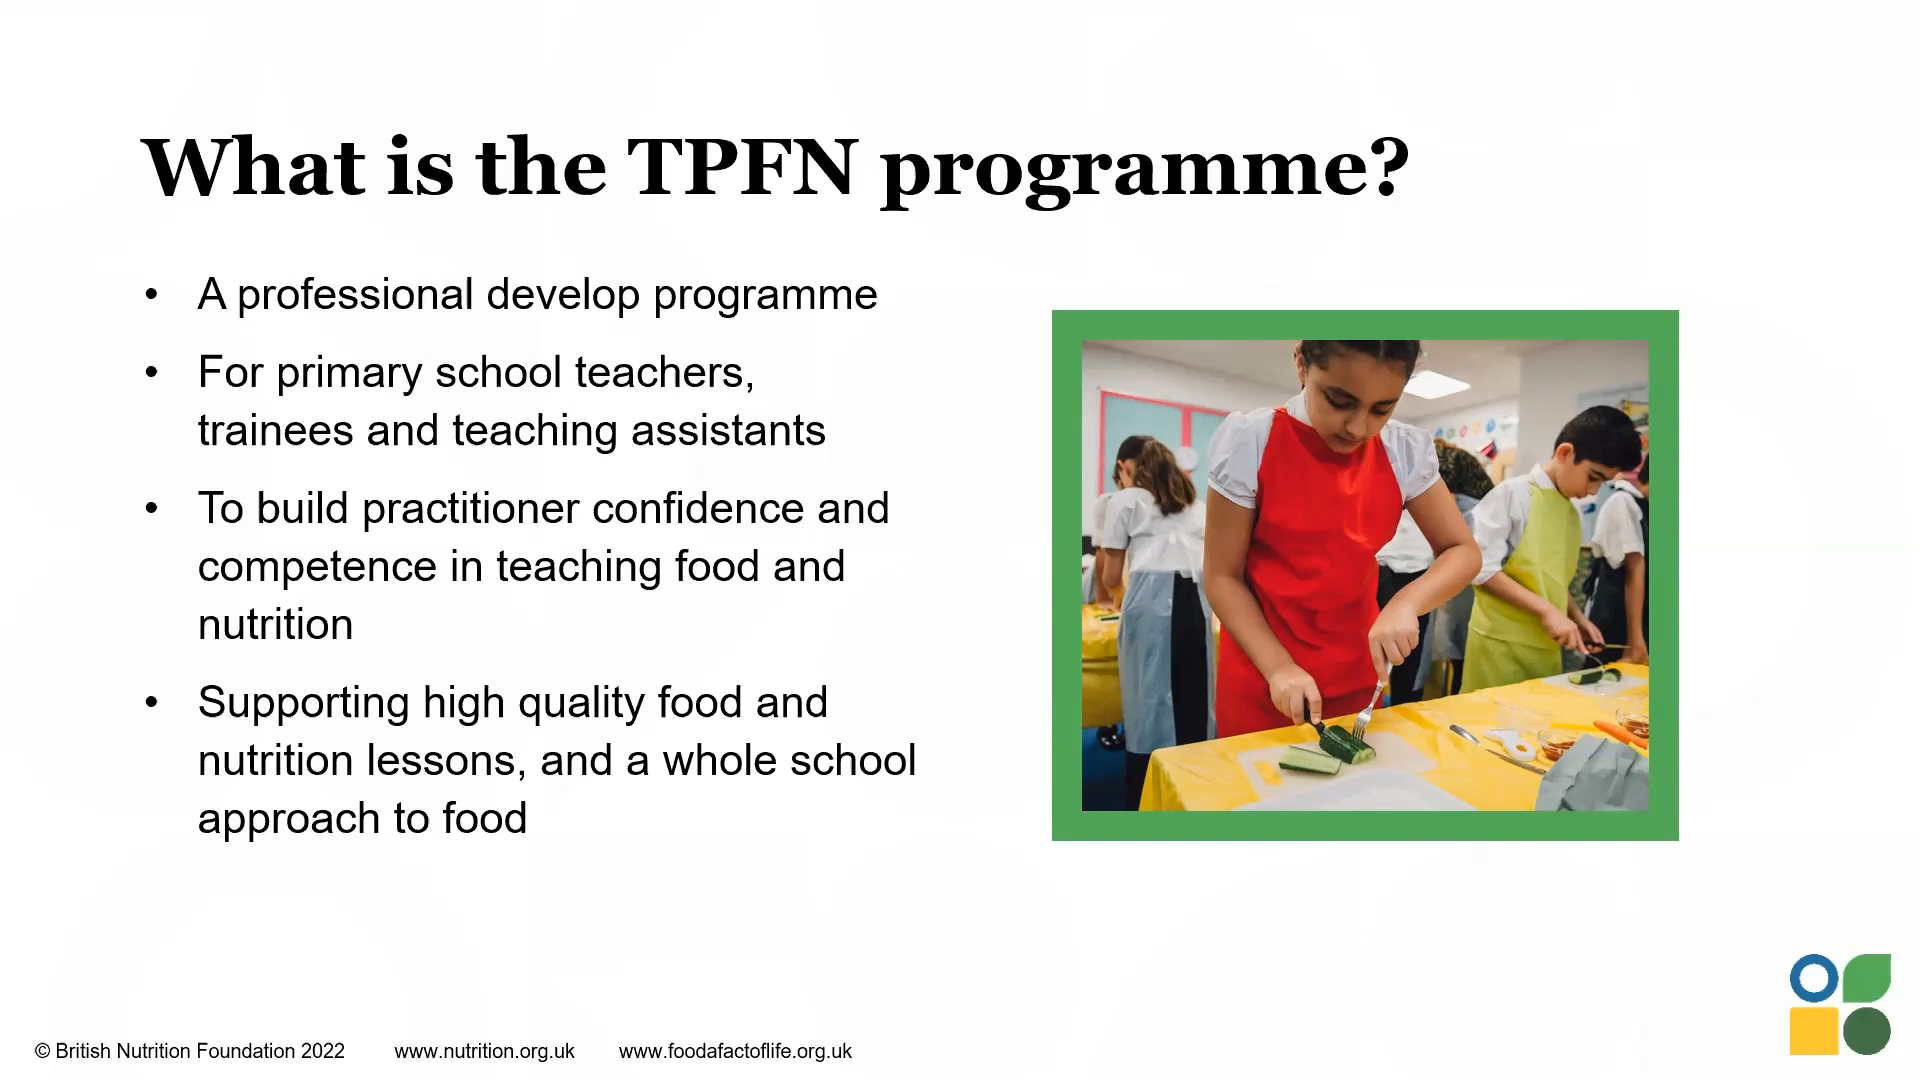 What is the TPFN programme?
• A professional develop programme
• For primary school teachers,
trainees and teaching assistants
• To build practitioner confidence and
competence in teaching food and
nutrition
• Supporting high quality food and
nutrition lessons, and a whole school
approach to food
© British Nutrition Foundation 2022 www.nutrition.org.uk www.foodafactoflife.org.uk